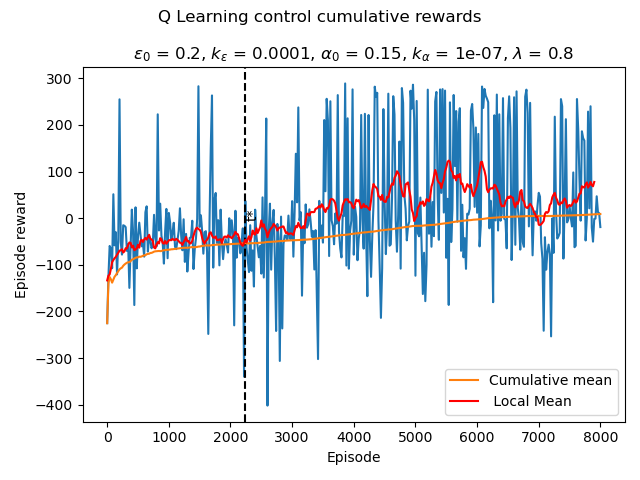 Q Learning control cumulative rewards
ε₀ = 0.2, k_ε = 0.0001, α₀ = 0.15, k_α = 1e-07, λ = 0.8
Episode reward
300
200
100
0
−100
−200
−300
−400
0
1000
2000
3000
4000
5000
6000
7000
8000
Episode
Cumulative mean
Local Mean